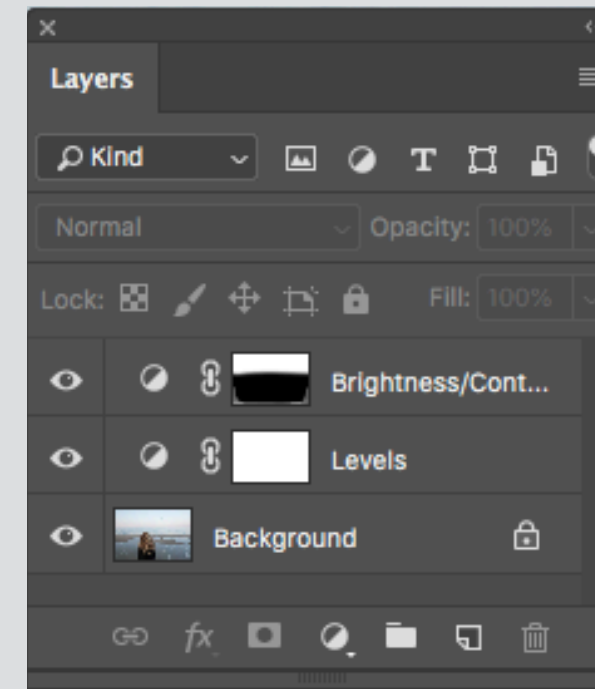 Layers
Kind
Normal Opacity: 100%
Lock: Fill: 100%
Brightness/Cont...
Levels
Background
fx